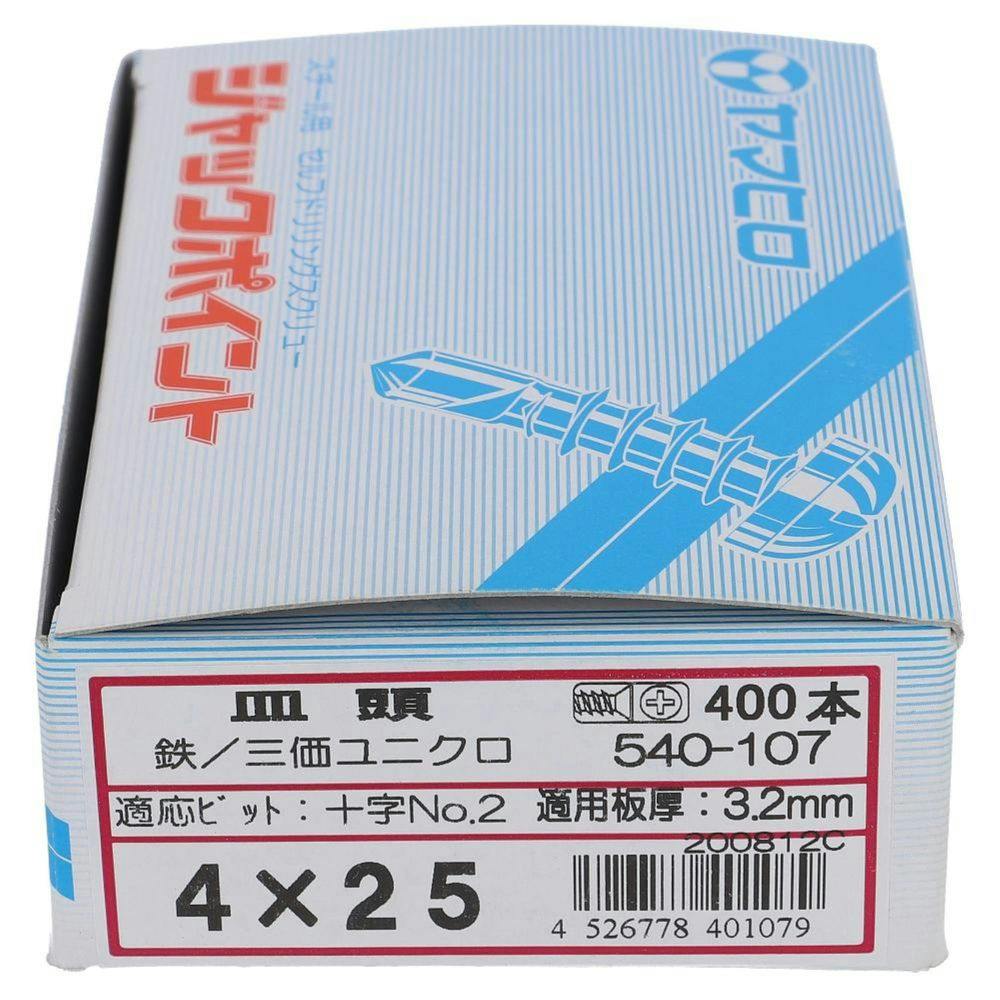 ヤマヒロ
スチール用 セルフドリリングスクリュー
ジャックポイント
皿 頭
400本
鉄/三価ユニクロ
540-107
適応ビット:十字No.2
適用板厚:3.2mm
200812C
4×25
4 526778 401079